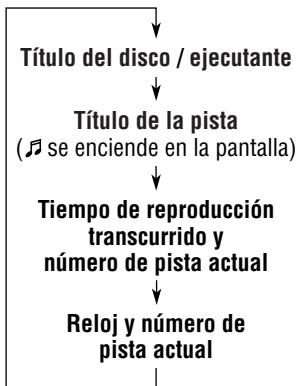 Título del disco / ejecutante
Título de la pista
(♫ se enciende en la pantalla)
Tiempo de reproducción
transcurrido y
número de pista actual
Reloj y número de
pista actual